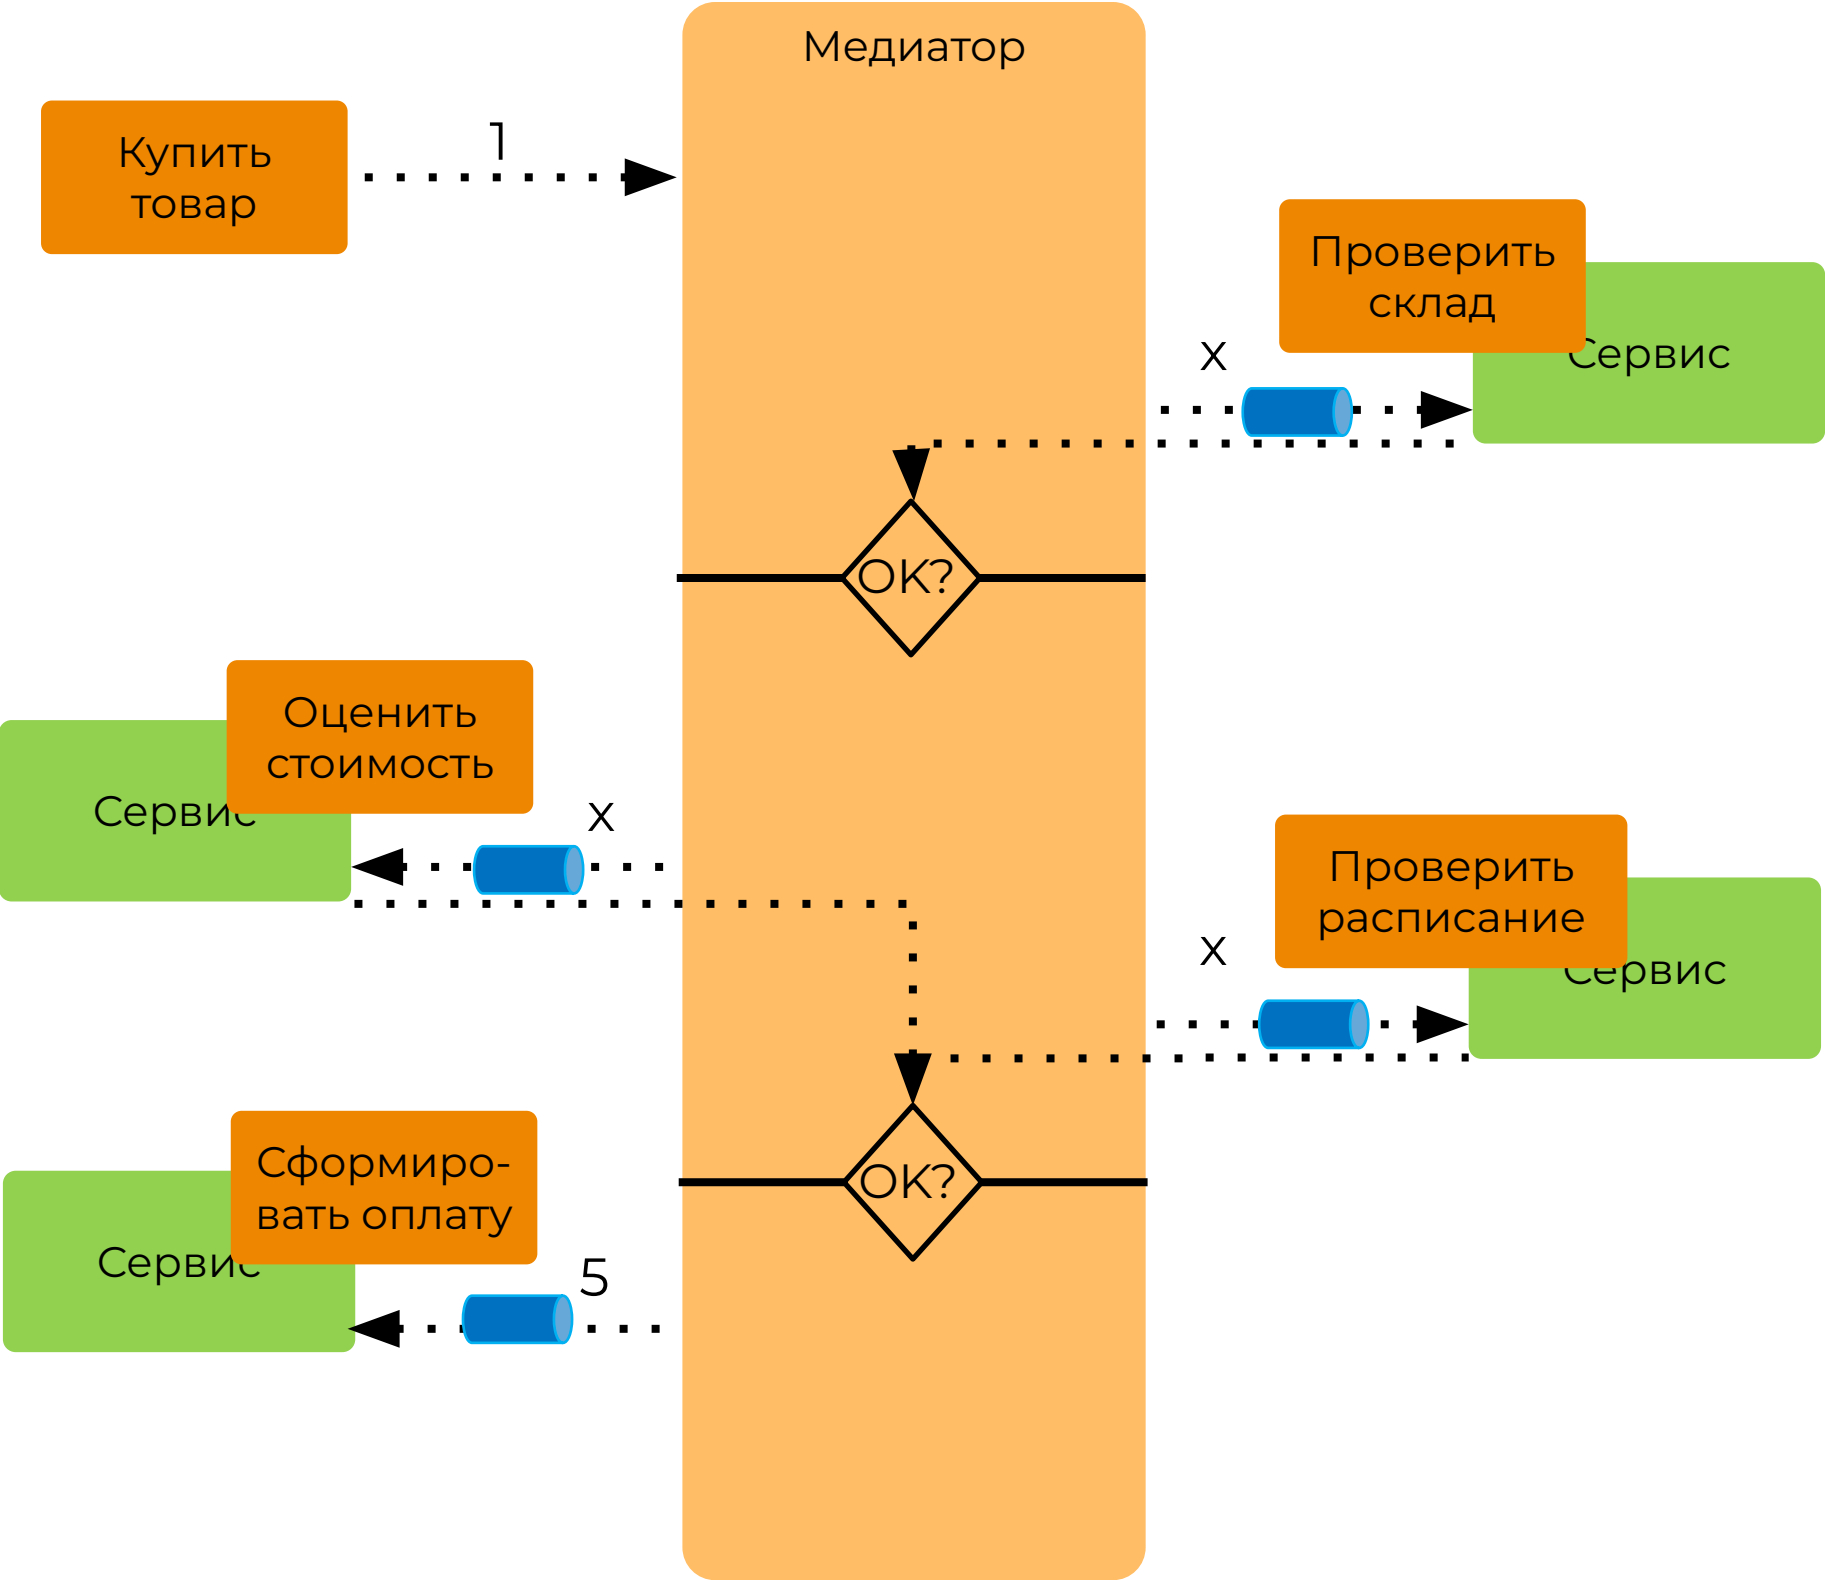 Медиатор
Купить
товар
1
Проверить
склад
Сервис
x
OK?
Оценить
стоимость
Сервис
x
Проверить
расписание
Сервис
x
OK?
Сформиро-
вать оплату
Сервис
5